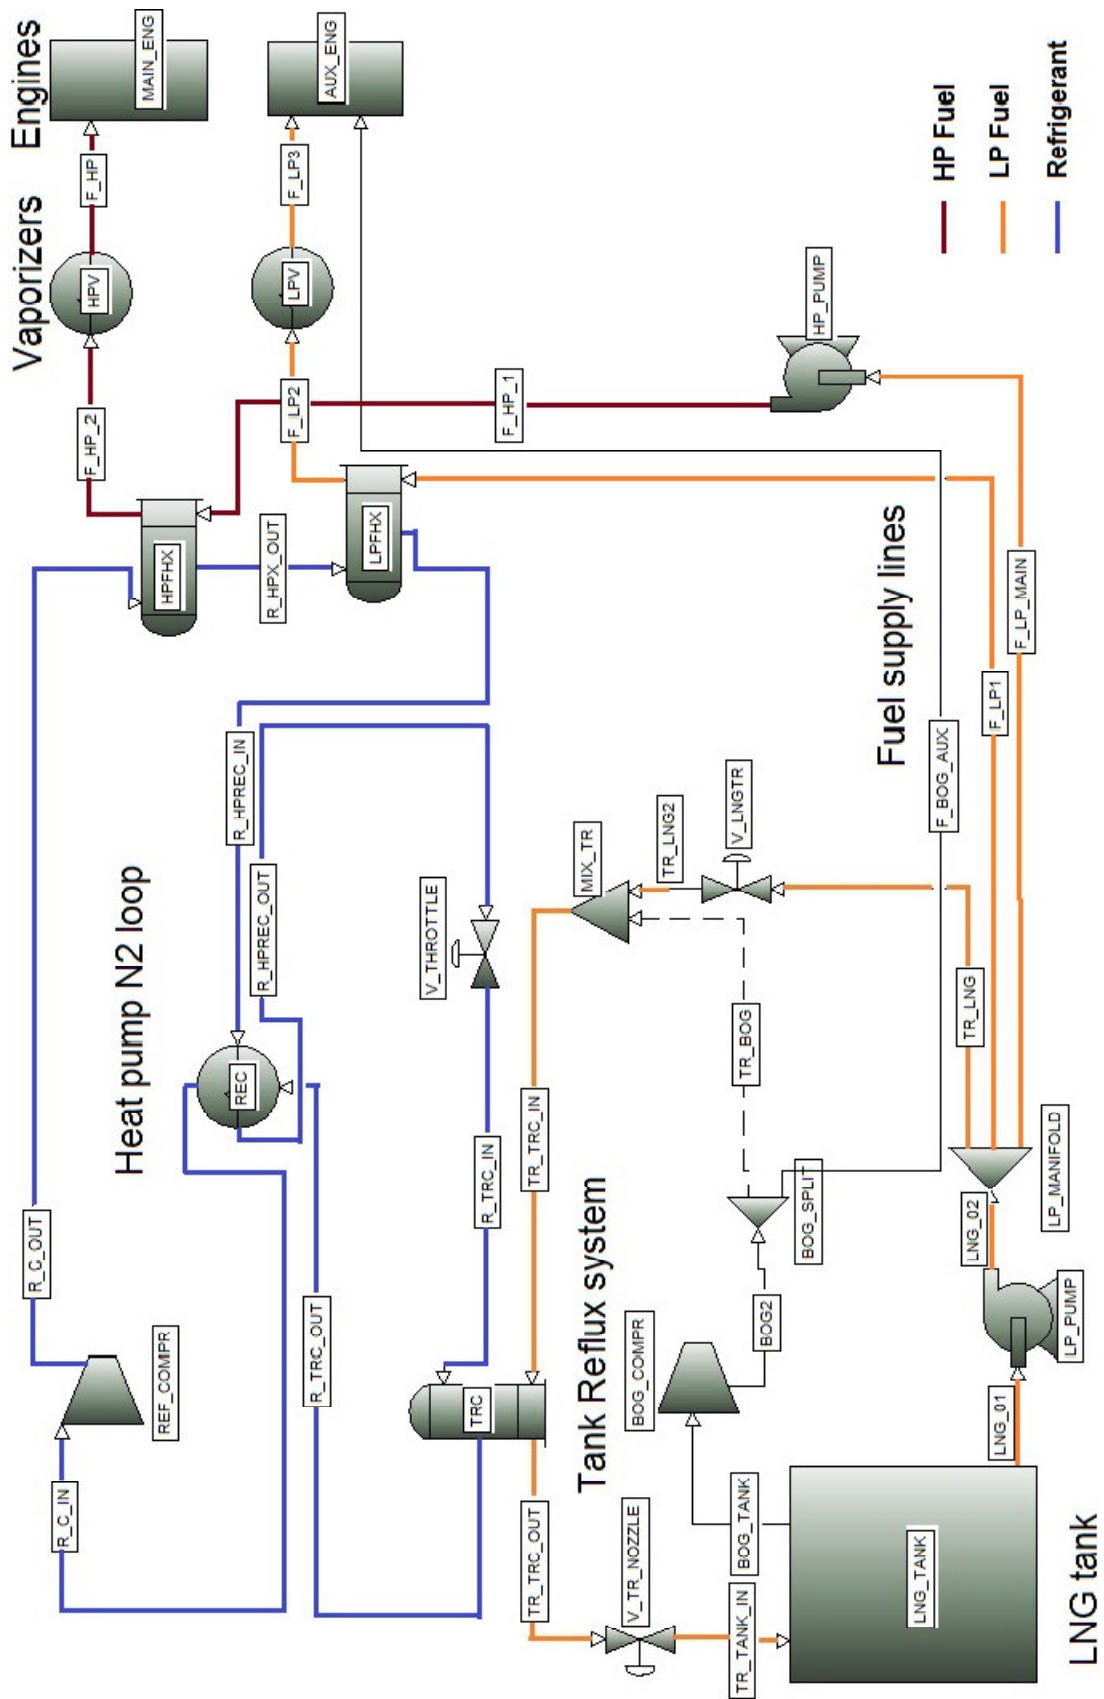 Vaporizers
Engines
F_HP_2
HPV
F_HP
MAIN_ENG
F_LP2
LPV
F_LP3
AUX_ENG
HPFHX
R_HPX_OUT
LPFHX
F_HP_1
HP_PUMP
HP Fuel
LP Fuel
Refrigerant
Heat pump N2 loop
R_C_IN
REF_COMPR
R_C_OUT
REC
R_HPREC_IN
R_HPREC_OUT
R_TRC_OUT
V_THROTTLE
R_TRC_IN
TRC
Tank Reflux system
TR_TRC_OUT
TR_TRC_IN
MIX_TR
TR_LNG2
V_LNGTR
V_TR_NOZZLE
TR_TANK_IN
BOG_TANK
BOG_COMPR
BOG2
BOG_SPLIT
TR_BOG
Fuel supply lines
F_BOG_AUX
TR_LNG
F_LP1
F_LP_MAIN
LNG_TANK
LNG_01
LP_PUMP
LNG_02
LP_MANIFOLD
LNG tank